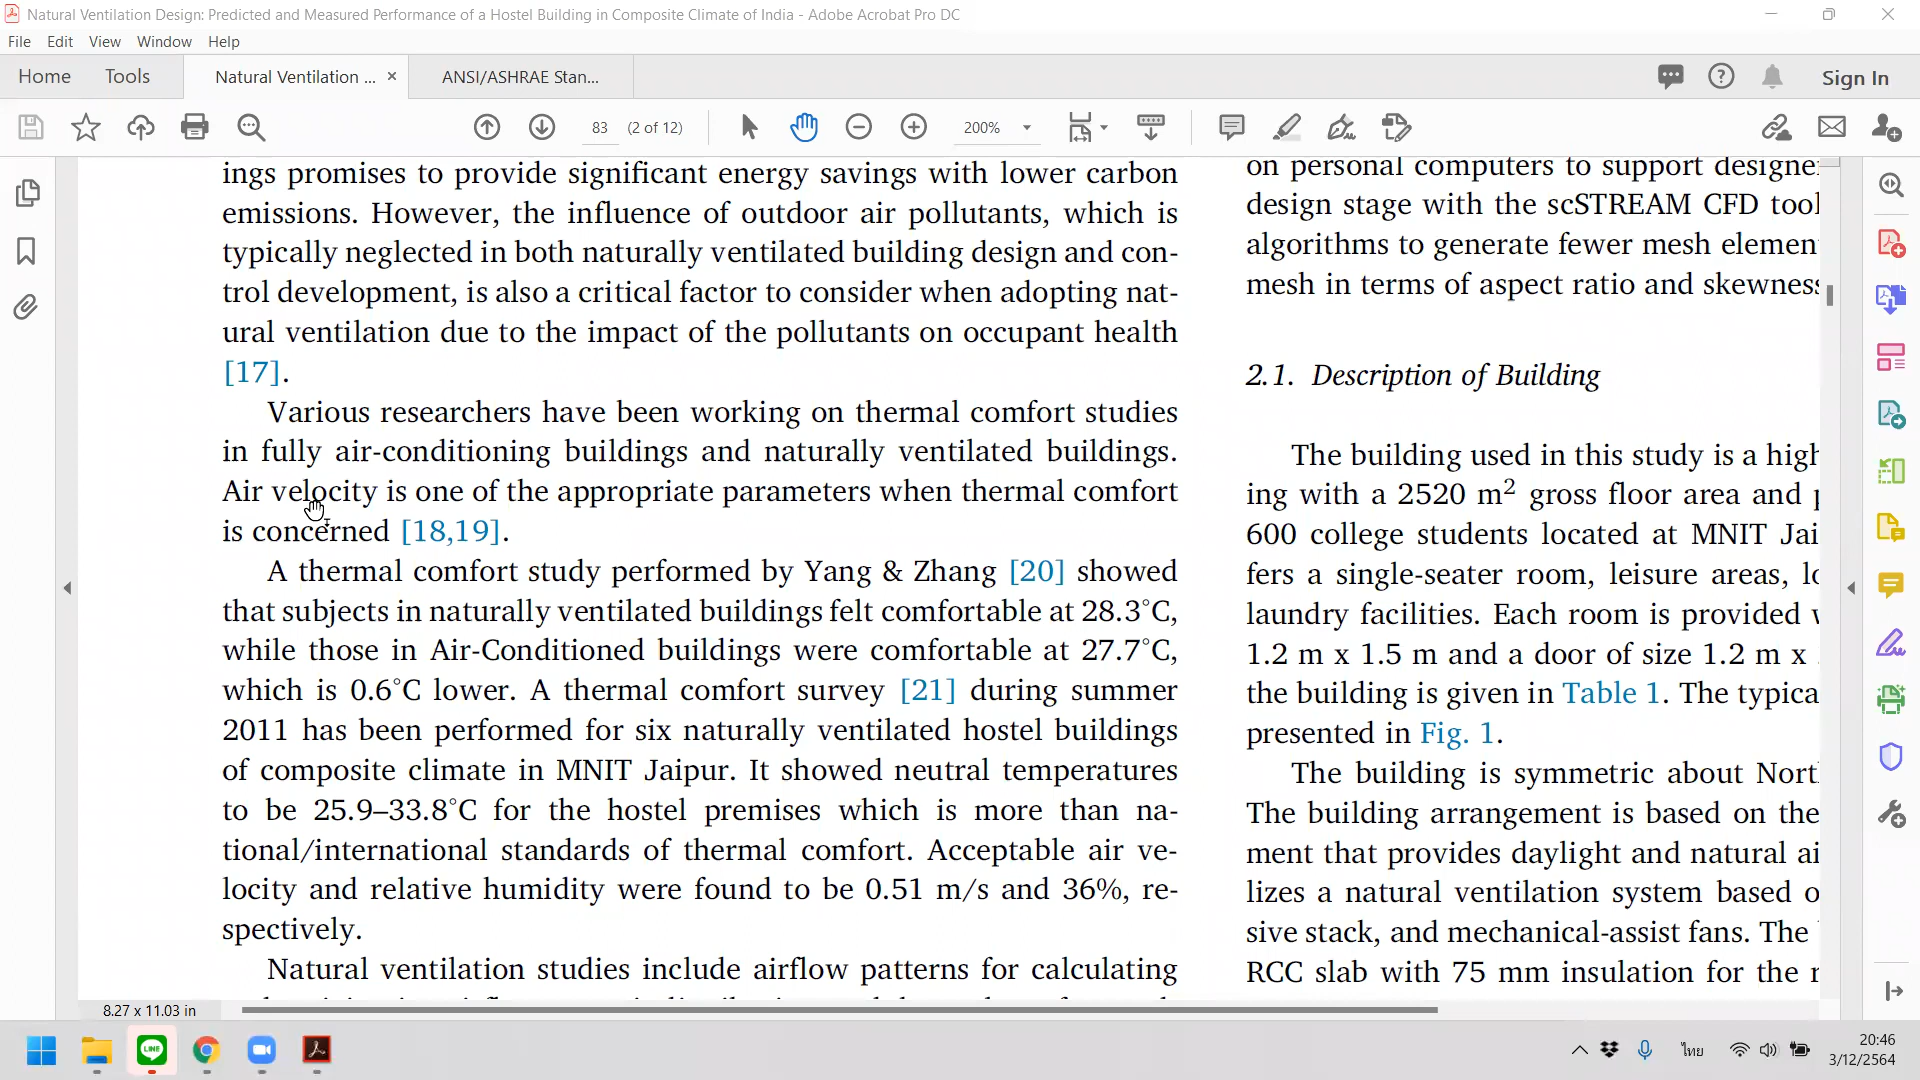 Natural Ventilation Design: Predicted and Measured Performance of a Hostel Building in Composite Climate of India - Adobe Acrobat Pro DC
File Edit View Window Help
Home Tools Natural Ventilation ... × ANSI/ASHRAE Stan... Sign In
83 (2 of 12) 200%
ings promises to provide significant energy savings with lower carbon
emissions. However, the influence of outdoor air pollutants, which is
typically neglected in both naturally ventilated building design and con-
trol development, is also a critical factor to consider when adopting nat-
ural ventilation due to the impact of the pollutants on occupant health
[17].
Various researchers have been working on thermal comfort studies
in fully air-conditioning buildings and naturally ventilated buildings.
Air velocity is one of the appropriate parameters when thermal comfort
is concerned [18,19].
A thermal comfort study performed by Yang & Zhang [20] showed
that subjects in naturally ventilated buildings felt comfortable at 28.3°C,
while those in Air-Conditioned buildings were comfortable at 27.7°C,
which is 0.6°C lower. A thermal comfort survey [21] during summer
2011 has been performed for six naturally ventilated hostel buildings
of composite climate in MNIT Jaipur. It showed neutral temperatures
to be 25.9–33.8°C for the hostel premises which is more than na-
tional/international standards of thermal comfort. Acceptable air ve-
locity and relative humidity were found to be 0.51 m/s and 36%, re-
spectively.
Natural ventilation studies include airflow patterns for calculating
on personal computers to support designe
design stage with the scSTREAM CFD tool
algorithms to generate fewer mesh elemen
mesh in terms of aspect ratio and skewness
2.1. Description of Building
The building used in this study is a high
ing with a 2520 m² gross floor area and p
600 college students located at MNIT Jai
fers a single-seater room, leisure areas, lo
laundry facilities. Each room is provided
1.2 m x 1.5 m and a door of size 1.2 m x
the building is given in Table 1. The typica
presented in Fig. 1.
The building is symmetric about Nort
The building arrangement is based on the
ment that provides daylight and natural ai
lizes a natural ventilation system based o
sive stack, and mechanical-assist fans. The
RCC slab with 75 mm insulation for the r
8.27 x 11.03 in
LINE
ไทย
20:46
3/12/2564